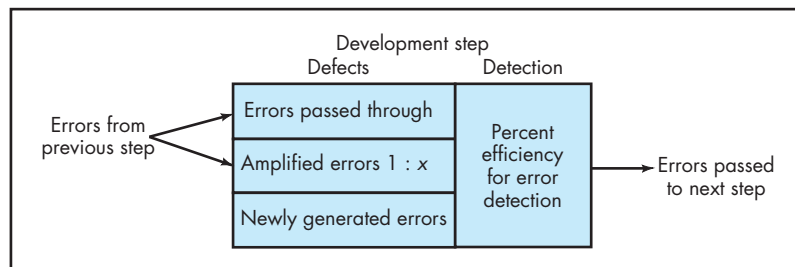 Development step
Defects
Detection
Errors from
previous step
Errors passed through
Amplified errors 1 : x
Newly generated errors
Percent
efficiency
for error
detection
Errors passed
to next step